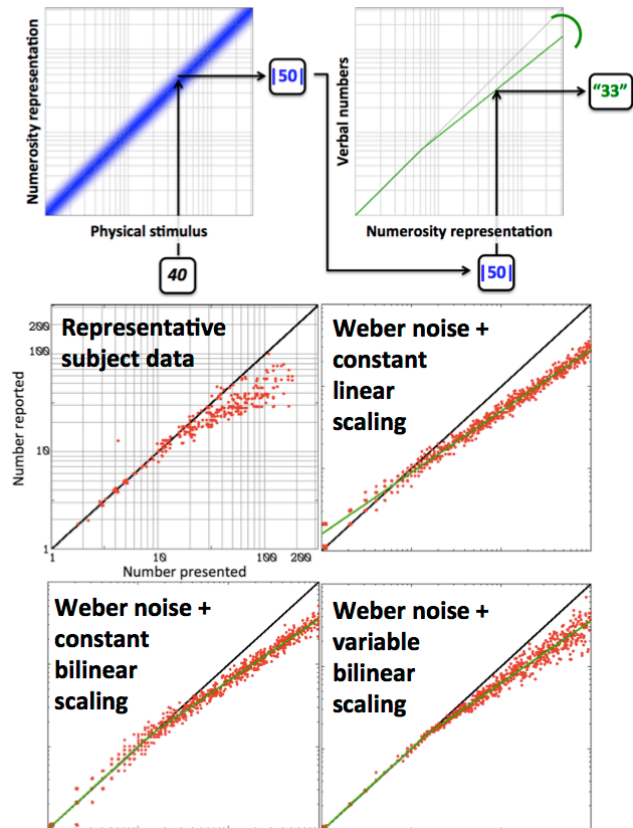 Numerosity representation
Physical stimulus
40
|50|
Verbal numbers
Numerosity representation
|50|
“33”
Representative
subject data
Number reported
200
100
10
1
1
10
100
200
Number presented
Weber noise +
constant
linear
scaling
Weber noise +
constant
bilinear
scaling
Weber noise +
variable
bilinear
scaling